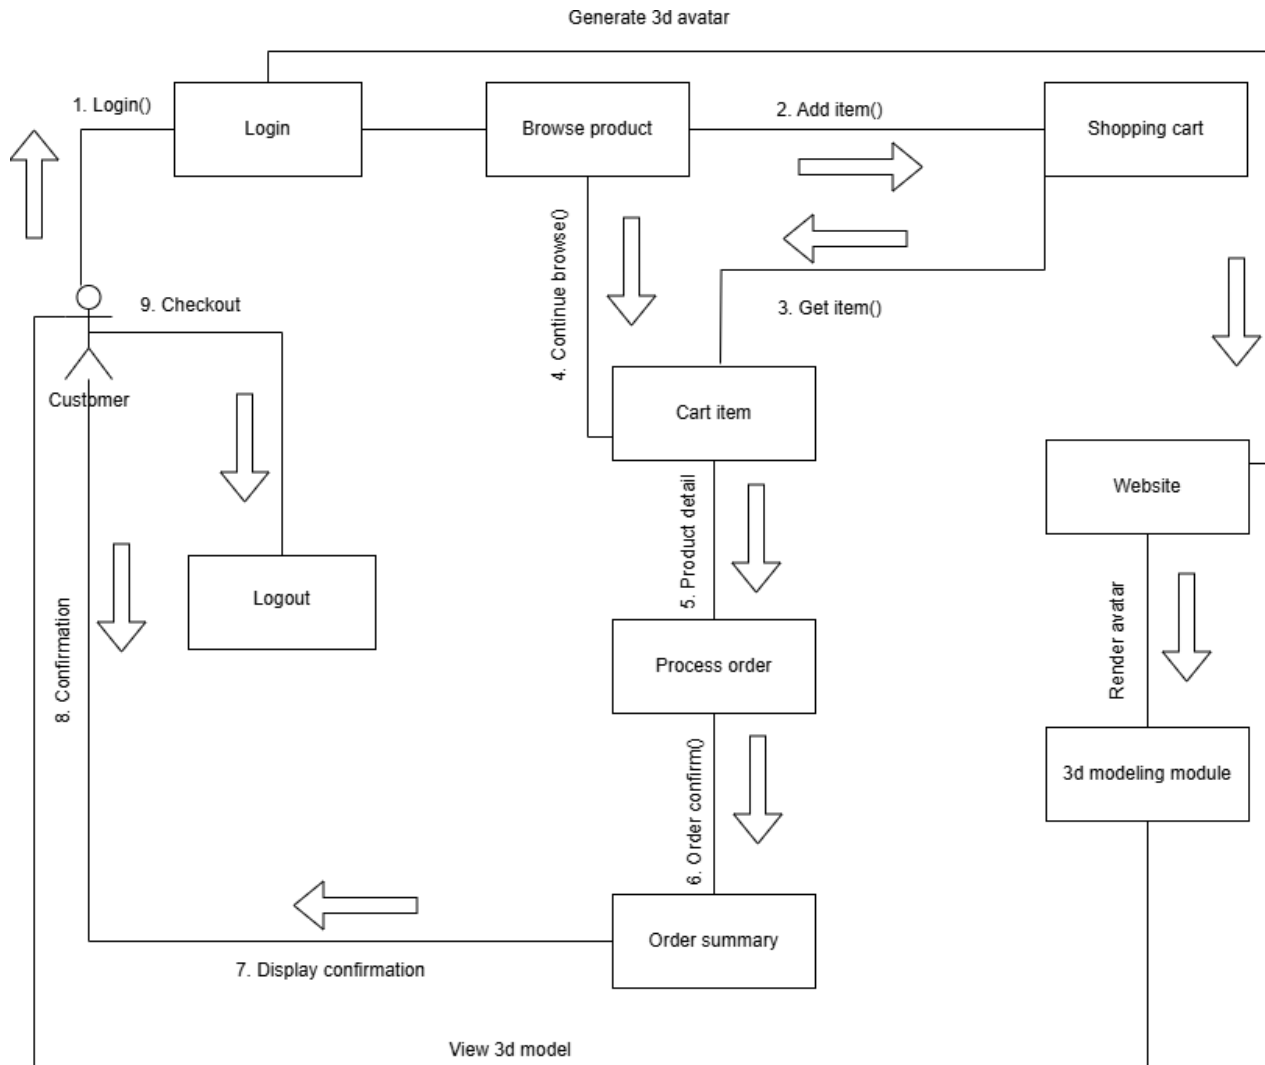 Generate 3d avatar
1. Login()
Login
Browse product
2. Add item()
Shopping cart
4. Continue browse()
3. Get item()
9. Checkout
Customer
Cart item
Website
5. Product detail
Logout
8. Confirmation
Process order
Render avatar
3d modeling module
6. Order confirm()
Order summary
7. Display confirmation
View 3d model